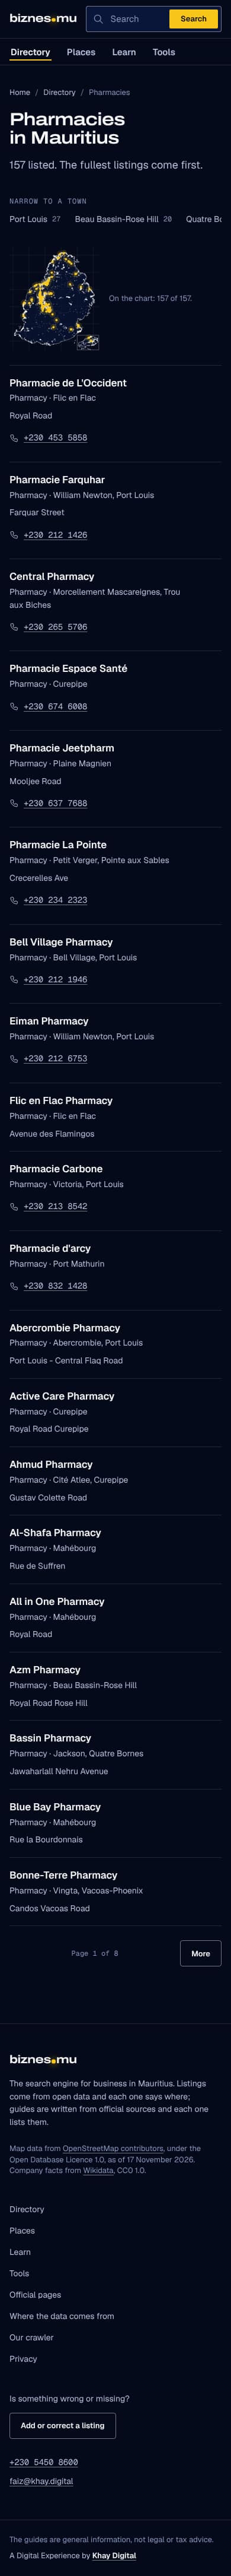 biznes.mu
Search
Search
Directory
Places
Learn
Tools
Home / Directory / Pharmacies
Pharmacies
in Mauritius
157 listed. The fullest listings come first.
NARROW TO A TOWN
Port Louis 27
Beau Bassin-Rose Hill 20
Quatre Bo
On the chart: 157 of 157.
Pharmacie de L'Occident
Pharmacy · Flic en Flac
Royal Road
+230 453 5858
Pharmacie Farquhar
Pharmacy · William Newton, Port Louis
Farquar Street
+230 212 1426
Central Pharmacy
Pharmacy · Morcellement Mascareignes, Trou
aux Biches
+230 265 5706
Pharmacie Espace Santé
Pharmacy · Curepipe
+230 674 6008
Pharmacie Jeetpharm
Pharmacy · Plaine Magnien
Mooljee Road
+230 637 7688
Pharmacie La Pointe
Pharmacy · Petit Verger, Pointe aux Sables
Crecerelles Ave
+230 234 2323
Bell Village Pharmacy
Pharmacy · Bell Village, Port Louis
+230 212 1946
Eiman Pharmacy
Pharmacy · William Newton, Port Louis
+230 212 6753
Flic en Flac Pharmacy
Pharmacy · Flic en Flac
Avenue des Flamingos
Pharmacie Carbone
Pharmacy · Victoria, Port Louis
+230 213 8542
Pharmacie d'arcy
Pharmacy · Port Mathurin
+230 832 1428
Abercrombie Pharmacy
Pharmacy · Abercrombie, Port Louis
Port Louis - Central Flaq Road
Active Care Pharmacy
Pharmacy · Curepipe
Royal Road Curepipe
Ahmud Pharmacy
Pharmacy · Cité Atlee, Curepipe
Gustav Colette Road
Al-Shafa Pharmacy
Pharmacy · Mahébourg
Rue de Suffren
All in One Pharmacy
Pharmacy · Mahébourg
Royal Road
Azm Pharmacy
Pharmacy · Beau Bassin-Rose Hill
Royal Road Rose Hill
Bassin Pharmacy
Pharmacy · Jackson, Quatre Bornes
Jawaharlall Nehru Avenue
Blue Bay Pharmacy
Pharmacy · Mahébourg
Rue la Bourdonnais
Bonne-Terre Pharmacy
Pharmacy · Vingta, Vacoas-Phoenix
Candos Vacoas Road
Page 1 of 8
More
biznes.mu
The search engine for business in Mauritius. Listings
come from open data and each one says where;
guides are written from official sources and each one
lists them.
Map data from OpenStreetMap contributors, under the
Open Database Licence 1.0, as of 17 November 2026.
Company facts from Wikidata, CC0 1.0.
Directory
Places
Learn
Tools
Official pages
Where the data comes from
Our crawler
Privacy
Is something wrong or missing?
Add or correct a listing
+230 5450 8600
faiz@khay.digital
The guides are general information, not legal or tax advice.
A Digital Experience by Khay Digital